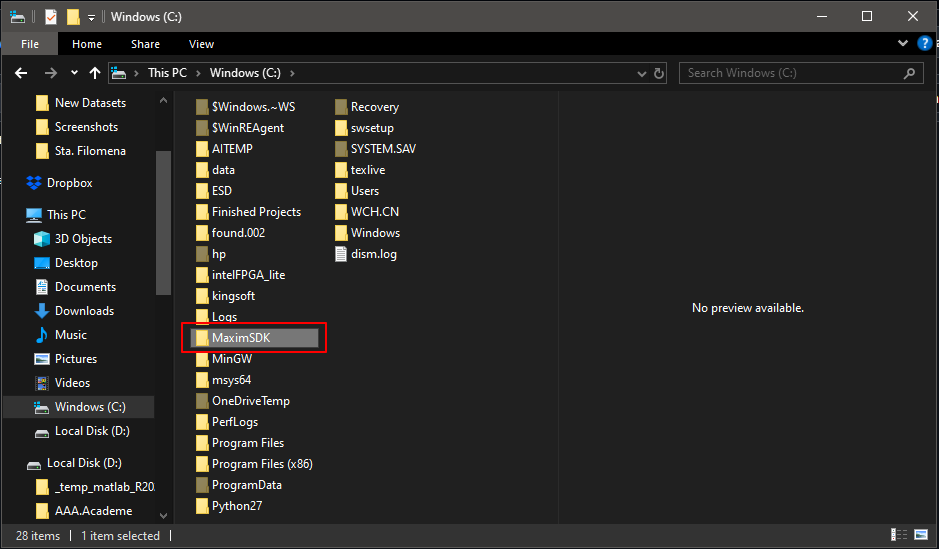 Windows (C:)
File Home Share View
This PC Windows (C:)
Search Windows (C:)
New Datasets
Screenshots
Sta. Filomena
Dropbox
This PC
3D Objects
Desktop
Documents
Downloads
Music
Pictures
Videos
Windows (C:)
Local Disk (D:)
Local Disk (D:)
_temp_matlab_R20
AAA.Academe
$Windows.~WS
$WinREAgent
AITEMP
data
ESD
Finished Projects
found.002
hp
intelFPGA_lite
kingsoft
Logs
MaximSDK
MinGW
msys64
OneDriveTemp
PerfLogs
Program Files
Program Files (x86)
ProgramData
Python27
Recovery
swsetup
SYSTEM.SAV
texlive
Users
WCH.CN
Windows
dism.log
No preview available.
28 items 1 item selected